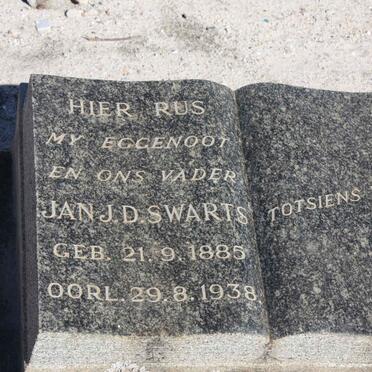 HIER RUS
MY EGGENOOT
EN ONS VADER
JAN J.D. SWARTS
GEB. 21.9.1885
OORL. 29.8.1938.
TOTSIENS